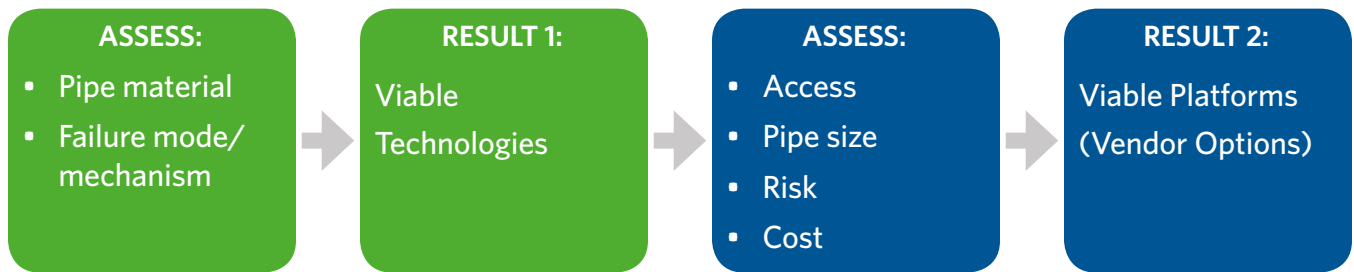 ASSESS:
• Pipe material
• Failure mode/
mechanism
RESULT 1:
Viable
Technologies
ASSESS:
• Access
• Pipe size
• Risk
• Cost
RESULT 2:
Viable Platforms
(Vendor Options)